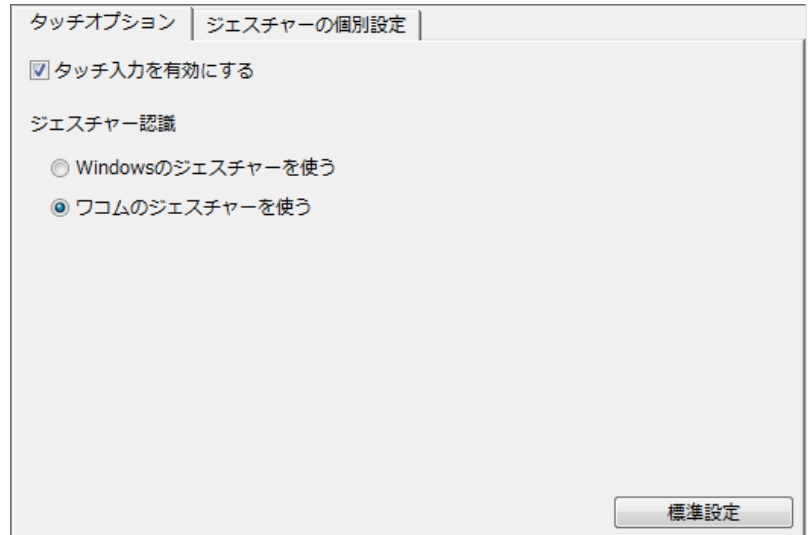 タッチオプション ジェスチャーの個別設定
タッチ入力を有効にする
ジェスチャー認識
Windowsのジェスチャーを使う
ワコムのジェスチャーを使う
標準設定